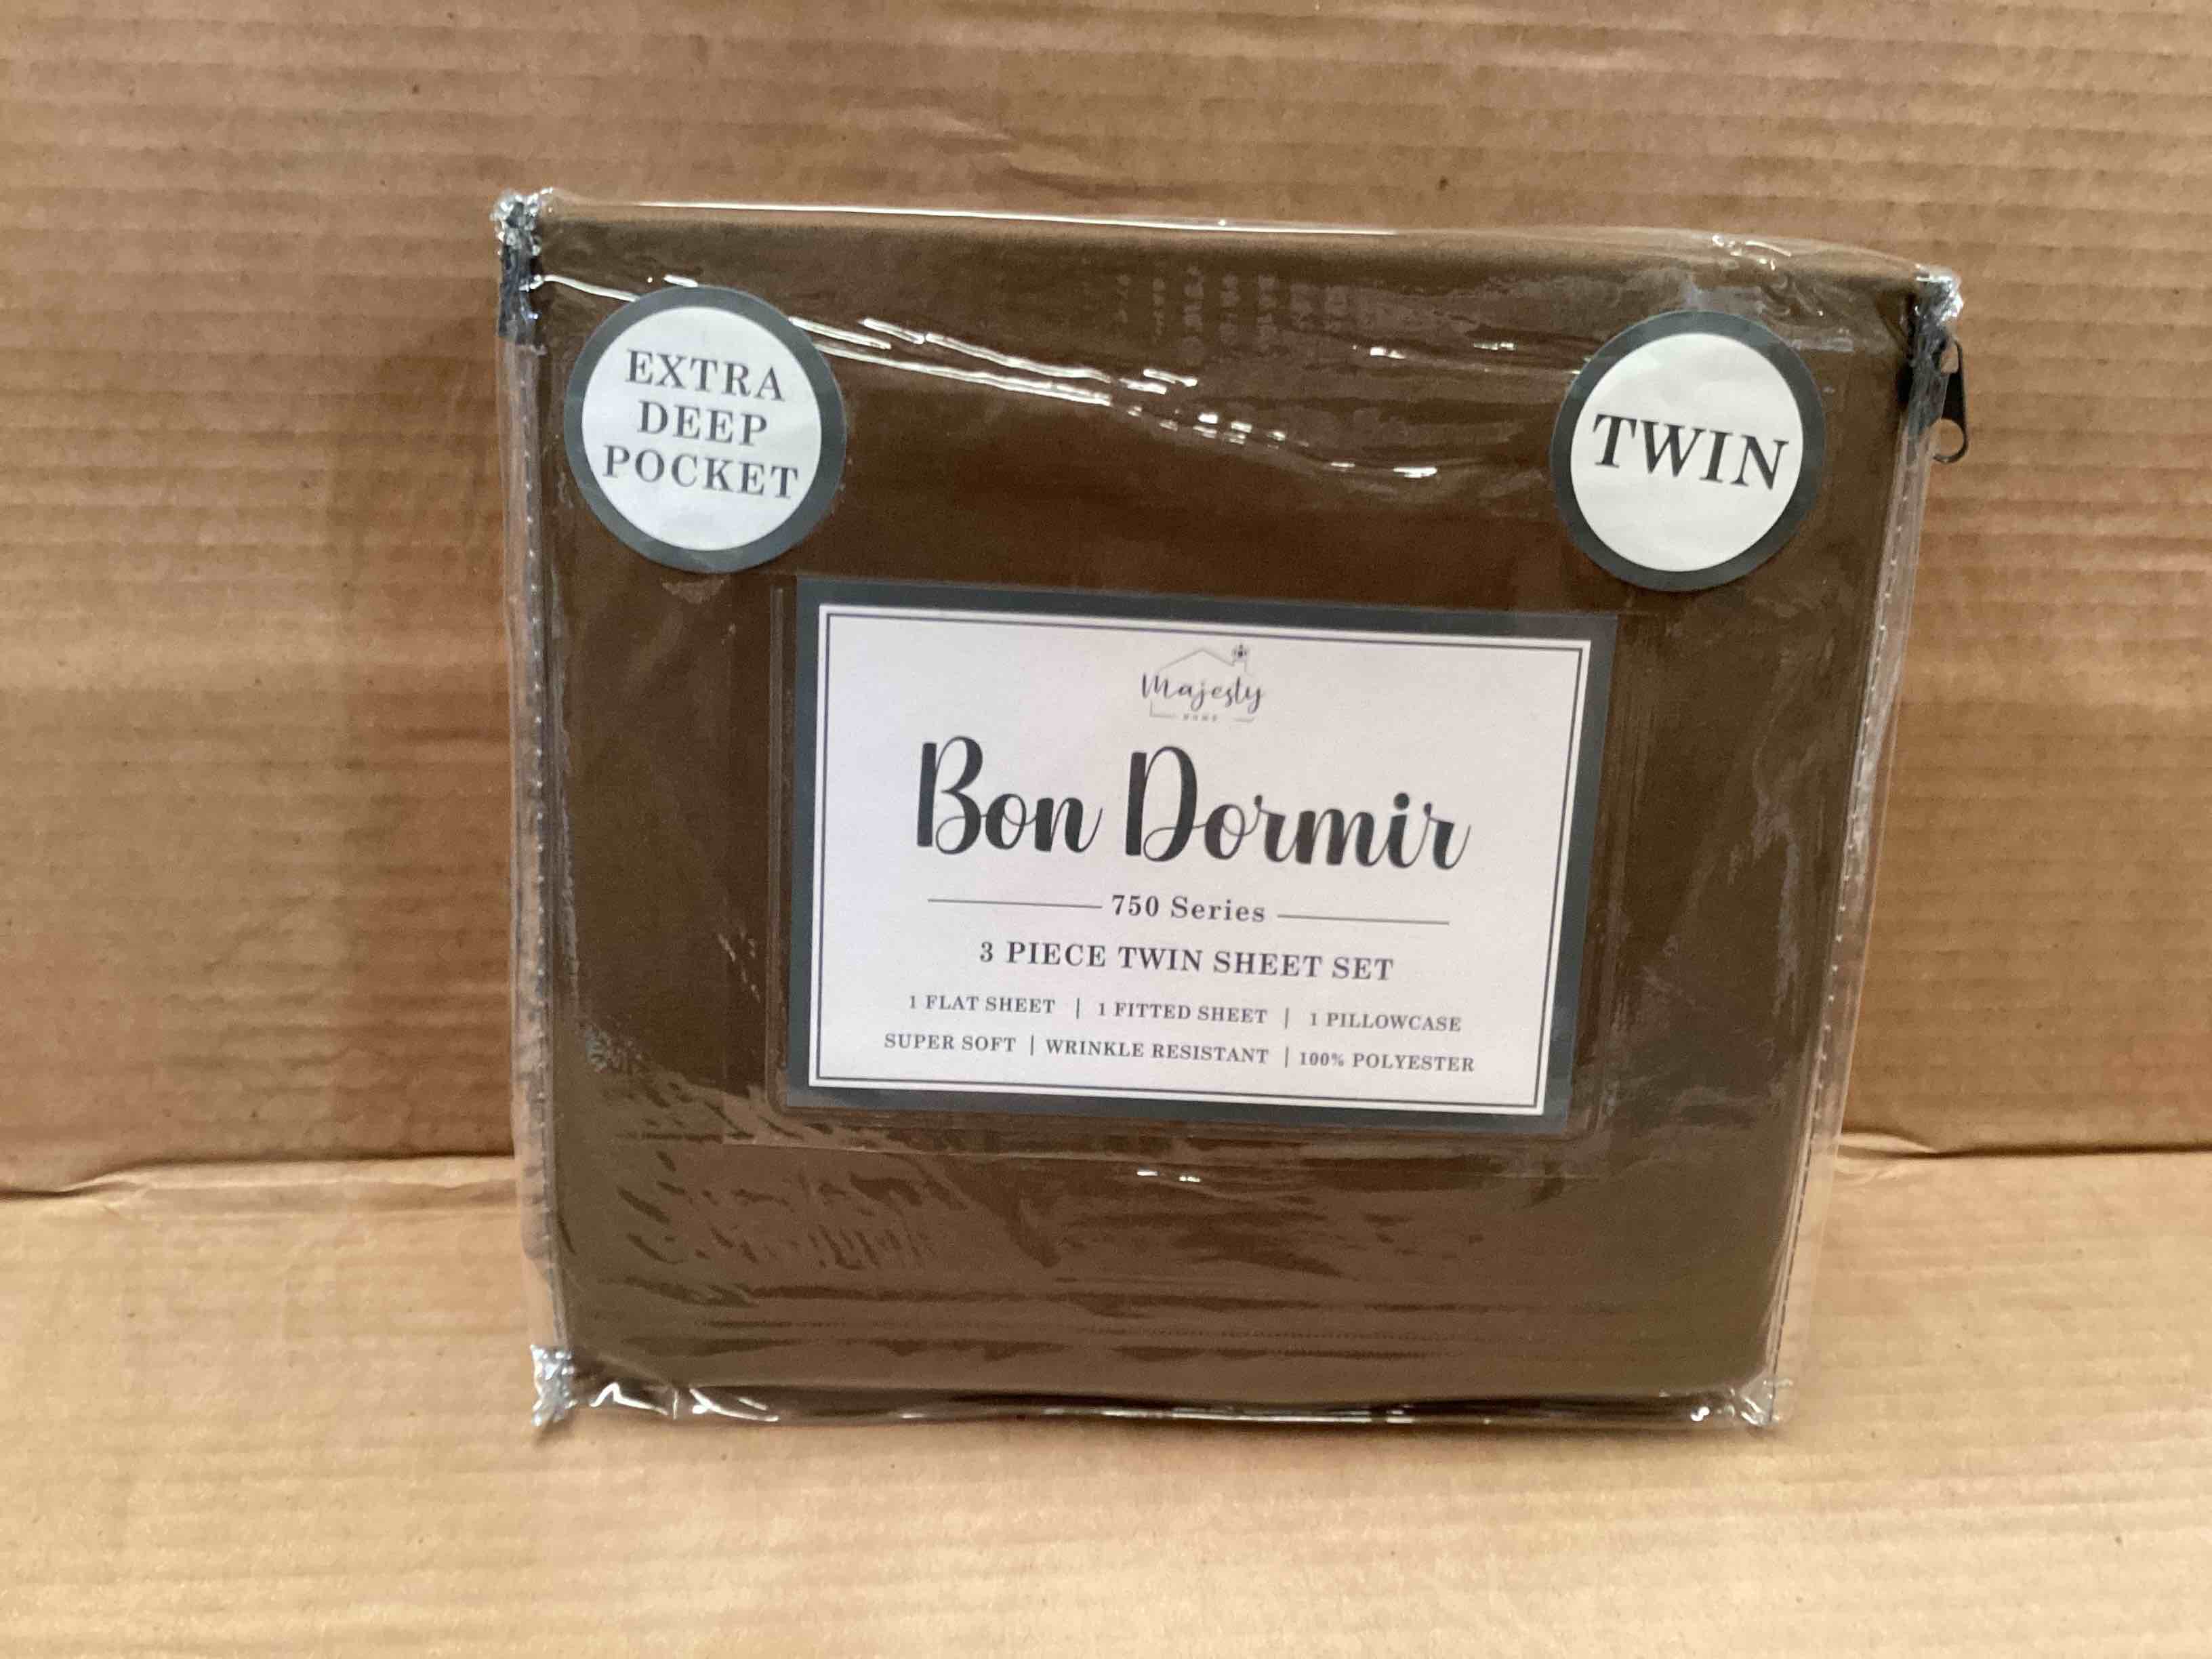 EXTRA
DEEP
POCKET
TWIN
Majesty
HOME
Bon Dormir
750 Series
3 PIECE TWIN SHEET SET
1 FLAT SHEET | 1 FITTED SHEET | 1 PILLOWCASE
SUPER SOFT | WRINKLE RESISTANT | 100% POLYESTER